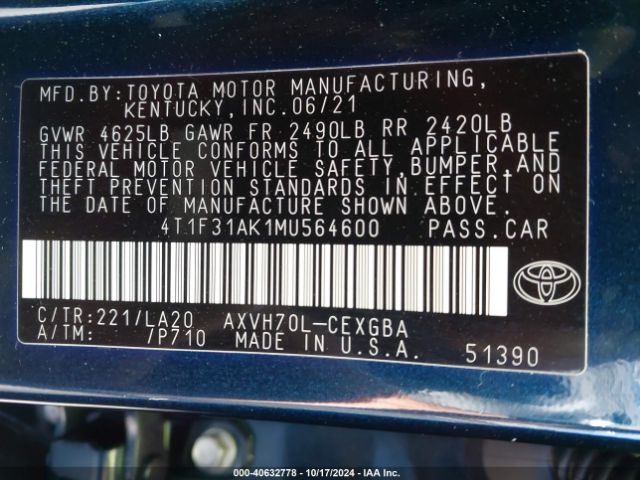 MFD.BY:TOYOTA MOTOR MANUFACTURING,
KENTUCKY,INC.06/21
GVWR 4625LB GAWR FR 2490LB RR 2420LB
THIS VEHICLE CONFORMS TO ALL APPLICABLE
FEDERAL MOTOR VEHICLE SAFETY,BUMPER,AND
THEFT PREVENTION STANDARDS IN EFFECT ON
THE DATE OF MANUFACTURE SHOWN ABOVE.
4T1F31AK1MU564600 PASS.CAR
C/TR:221/LA20 AXVH70L-CEXGBA
A/TM: /P710 MADE IN U.S.A. 51390
000-40632778 | 10/17/2024 | IAA Inc.